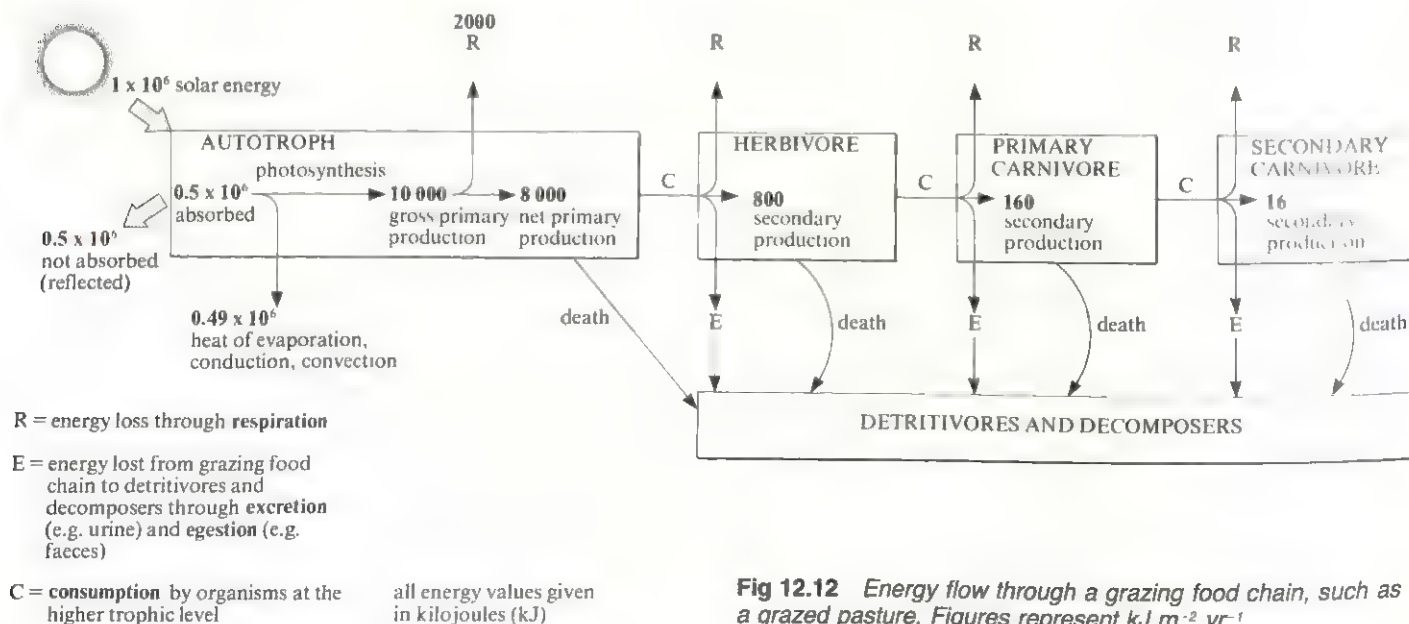 2000
R
R
R
R
1 x 10⁶ solar energy
AUTOTROPH
photosynthesis
0.5 x 10⁶
absorbed
10 000
gross primary
production
8 000
net primary
production
0.5 x 10⁶
not absorbed
(reflected)
0.49 x 10⁶
heat of evaporation,
conduction, convection
C
HERBIVORE
800
secondary
production
C
PRIMARY
CARNIVORE
160
secondary
production
C
SECONDARY
CARNIVORE
16
secondary
production
death
E
death
E
death
E
death
DETRITIVORES AND DECOMPOSERS
R = energy loss through respiration
E = energy lost from grazing food
chain to detritivores and
decomposers through excretion
(e.g. urine) and egestion (e.g.
faeces)
C = consumption by organisms at the
higher trophic level
all energy values given
in kilojoules (kJ)
Fig 12.12 Energy flow through a grazing food chain, such as
a grazed pasture. Figures represent kJ m⁻² yr⁻¹